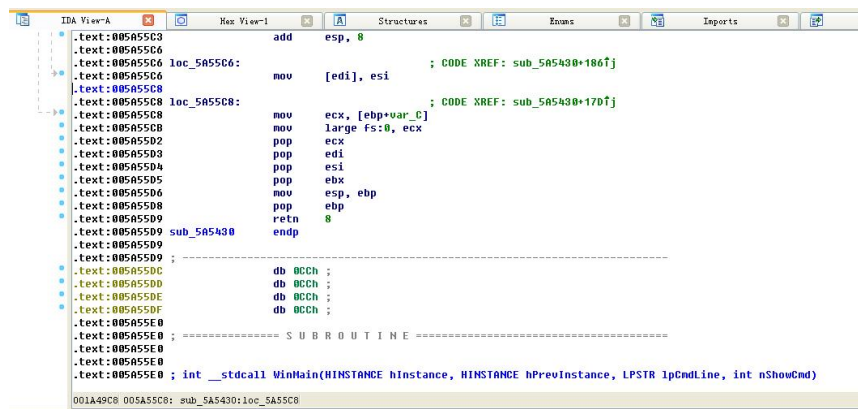 IDA View-A Hex View-1 Structures Enums Imports
.text:005A55C3 add esp, 8
.text:005A55C6
.text:005A55C6 loc_5A55C6: ; CODE XREF: sub_5A5430+186↑j
.text:005A55C6 mov [edi], esi
.text:005A55C8
.text:005A55C8 loc_5A55C8: ; CODE XREF: sub_5A5430+17D↑j
.text:005A55C8 mov ecx, [ebp+var_C]
.text:005A55CB mov large fs:0, ecx
.text:005A55D2 pop ecx
.text:005A55D3 pop edi
.text:005A55D4 pop esi
.text:005A55D5 pop ebx
.text:005A55D6 mov esp, ebp
.text:005A55D8 pop ebp
.text:005A55D9 retn 8
.text:005A55D9 sub_5A5430 endp
.text:005A55D9
.text:005A55D9 ; ---------------------------------------------------------------------------
.text:005A55DC db 0CCh ;
.text:005A55DD db 0CCh ;
.text:005A55DE db 0CCh ;
.text:005A55DF db 0CCh ;
.text:005A55E0
.text:005A55E0 ; =============== S U B R O U T I N E =======================================
.text:005A55E0
.text:005A55E0
.text:005A55E0 ; int __stdcall WinMain(HINSTANCE hInstance, HINSTANCE hPrevInstance, LPSTR lpCmdLine, int nShowCmd)
001A49C8 005A55C8: sub_5A5430:loc_5A55C8